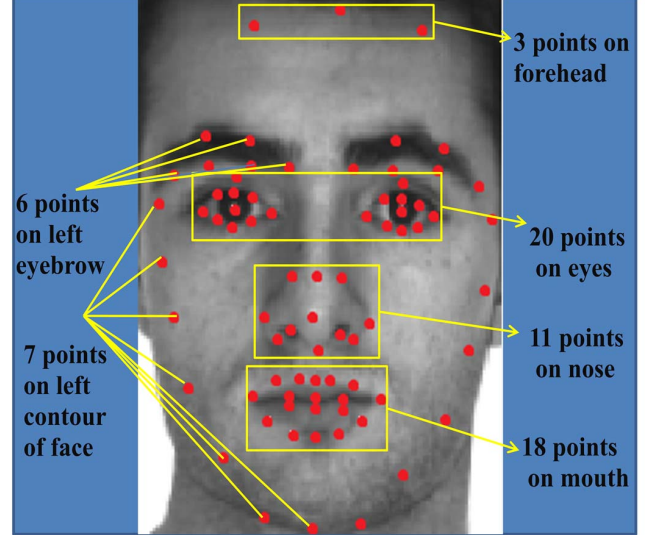 3 points on
forehead
6 points
on left
eyebrow
20 points
on eyes
7 points
on left
contour
of face
11 points
on nose
18 points
on mouth